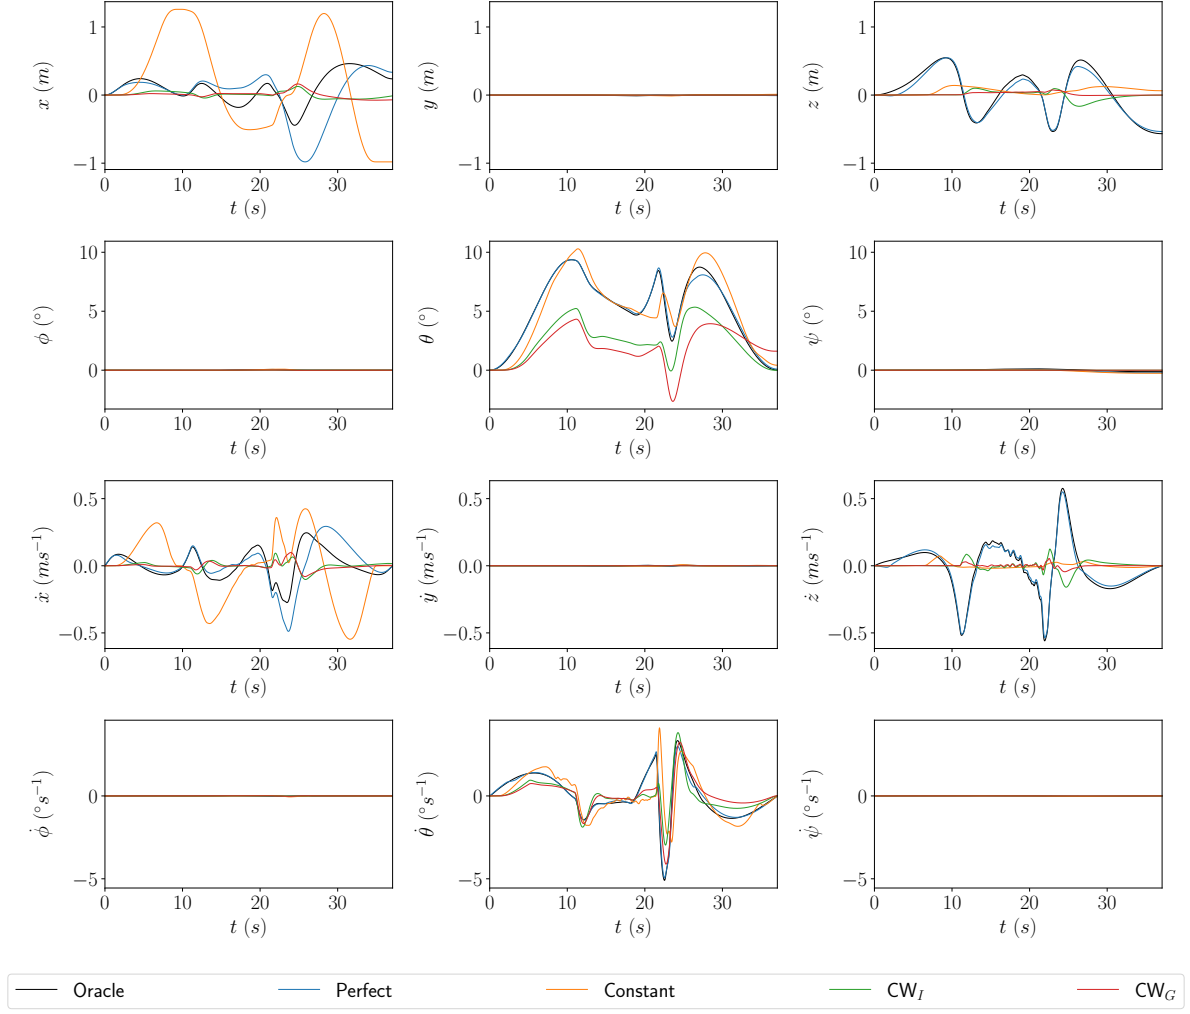 x (m)
1
0
−1
0 10 20 30
t (s)
y (m)
1
0
−1
0 10 20 30
t (s)
z (m)
1
0
−1
0 10 20 30
t (s)
ϕ (°)
10
5
0
0 10 20 30
t (s)
θ (°)
10
5
0
0 10 20 30
t (s)
ψ (°)
10
5
0
0 10 20 30
t (s)
ẋ (ms⁻¹)
0.5
0.0
−0.5
0 10 20 30
t (s)
ẏ (ms⁻¹)
0.5
0.0
−0.5
0 10 20 30
t (s)
ż (ms⁻¹)
0.5
0.0
−0.5
0 10 20 30
t (s)
ϕ̇ (°s⁻¹)
0
−5
0 10 20 30
t (s)
θ̇ (°s⁻¹)
0
−5
0 10 20 30
t (s)
ψ̇ (°s⁻¹)
0
−5
0 10 20 30
t (s)
Oracle Perfect Constant CW_I CW_G